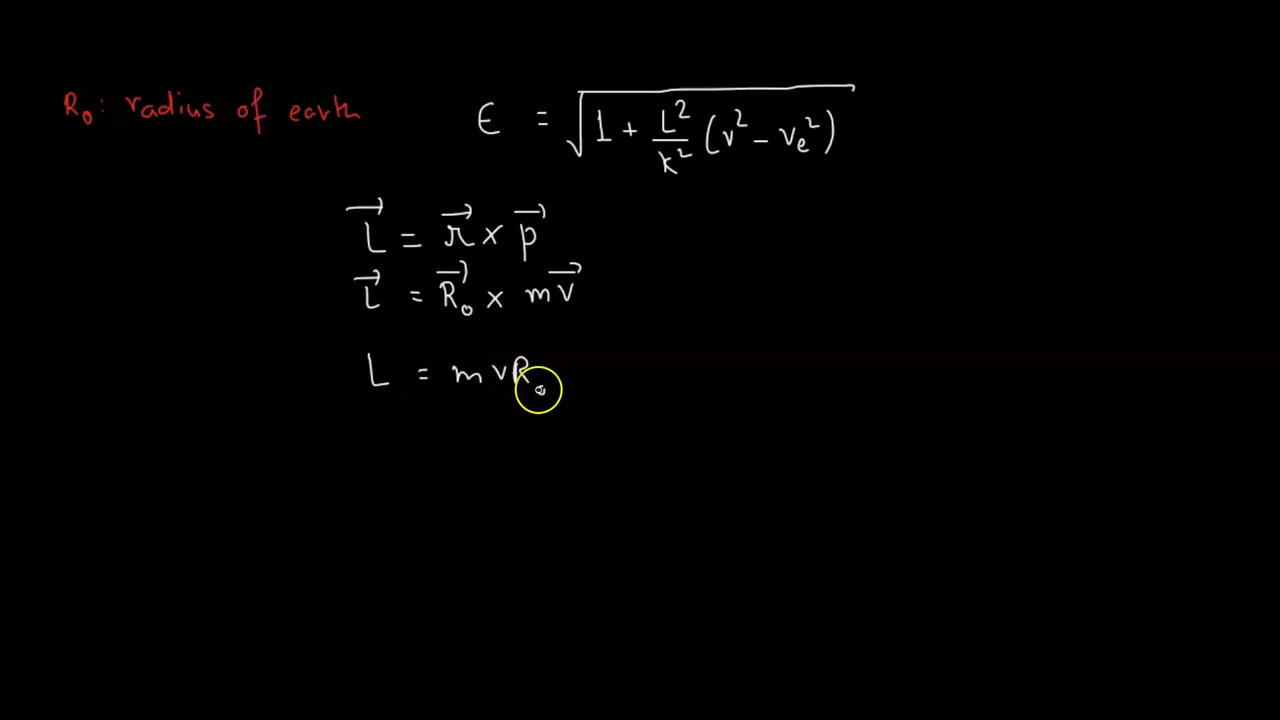 R₀: radius of earth
ϵ = √(1 + L²/k² (v² − vₑ²))
L⃗ = r⃗ × p⃗
L⃗ = R⃗₀ × mv⃗
L = mvR₀